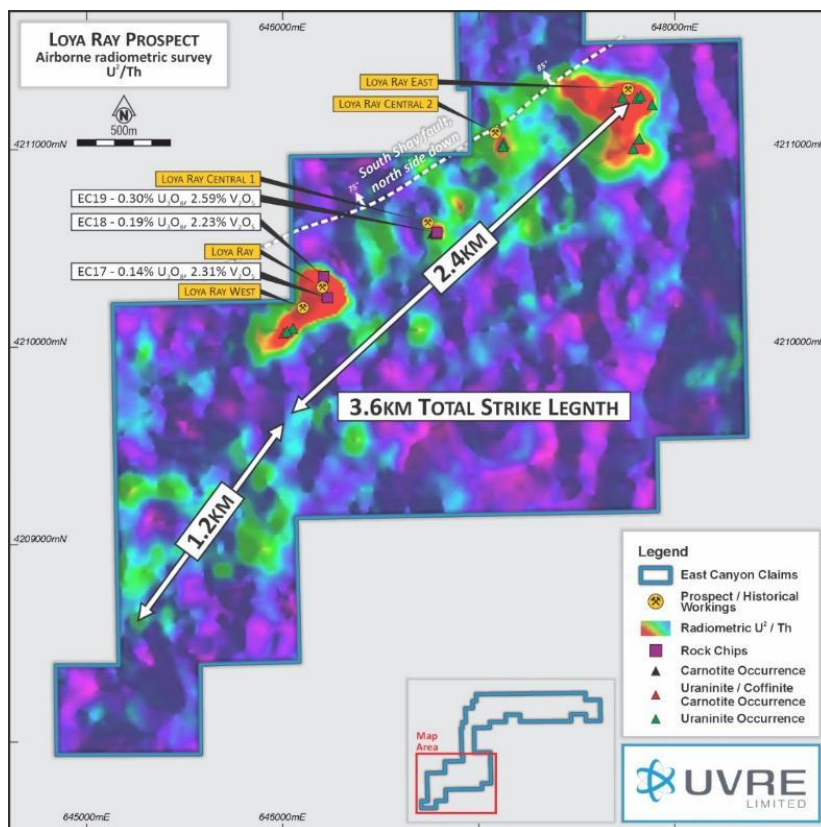 LOYA RAY PROSPECT
Airborne radiometric survey
U²/Th
N
500m
646000mE
648000mE
4211000mN
4211000mN
4210000mN
4210000mN
4209000mN
645000mE
646000mE
LOYA RAY EAST
LOYA RAY CENTRAL 2
85°
South Shay fault,
north side down
75°
LOYA RAY CENTRAL 1
EC19 - 0.30% U₃O₈, 2.59% V₂O₅
EC18 - 0.19% U₃O₈, 2.23% V₂O₅
LOYA RAY
EC17 - 0.14% U₃O₈, 2.31% V₂O₅
LOYA RAY WEST
2.4KM
3.6KM TOTAL STRIKE LEGNTH
1.2KM
Legend
East Canyon Claims
Prospect / Historical
Workings
Radiometric U² / Th
Rock Chips
Carnotite Occurrence
Uraninite / Coffinite
Carnotite Occurrence
Uraninite Occurrence
Map
Area
UVRE
LIMITED